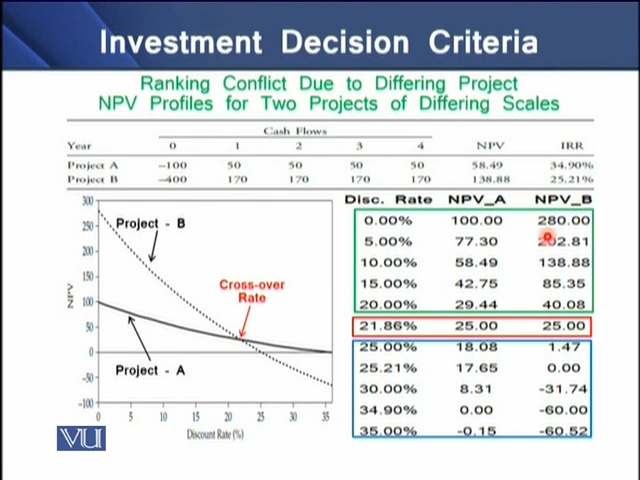 Investment Decision Criteria
Ranking Conflict Due to Differing Project
NPV Profiles for Two Projects of Differing Scales
Cash Flows
Year 0 1 2 3 4 NPV IRR
Project A −100 50 50 50 50 58.49 34.90%
Project B −400 170 170 170 170 138.88 25.21%
300
250
200
150
100
50
0
−50
−100
NPV
Project - B
Cross-over
Rate
Project - A
0 5 10 15 20 25 30 35
Discount Rate (%)
Disc. Rate NPV_A NPV_B
0.00% 100.00 280.00
5.00% 77.30 202.81
10.00% 58.49 138.88
15.00% 42.75 85.35
20.00% 29.44 40.08
21.86% 25.00 25.00
25.00% 18.08 1.47
25.21% 17.65 0.00
30.00% 8.31 -31.74
34.90% 0.00 -60.00
35.00% -0.15 -60.52
VU